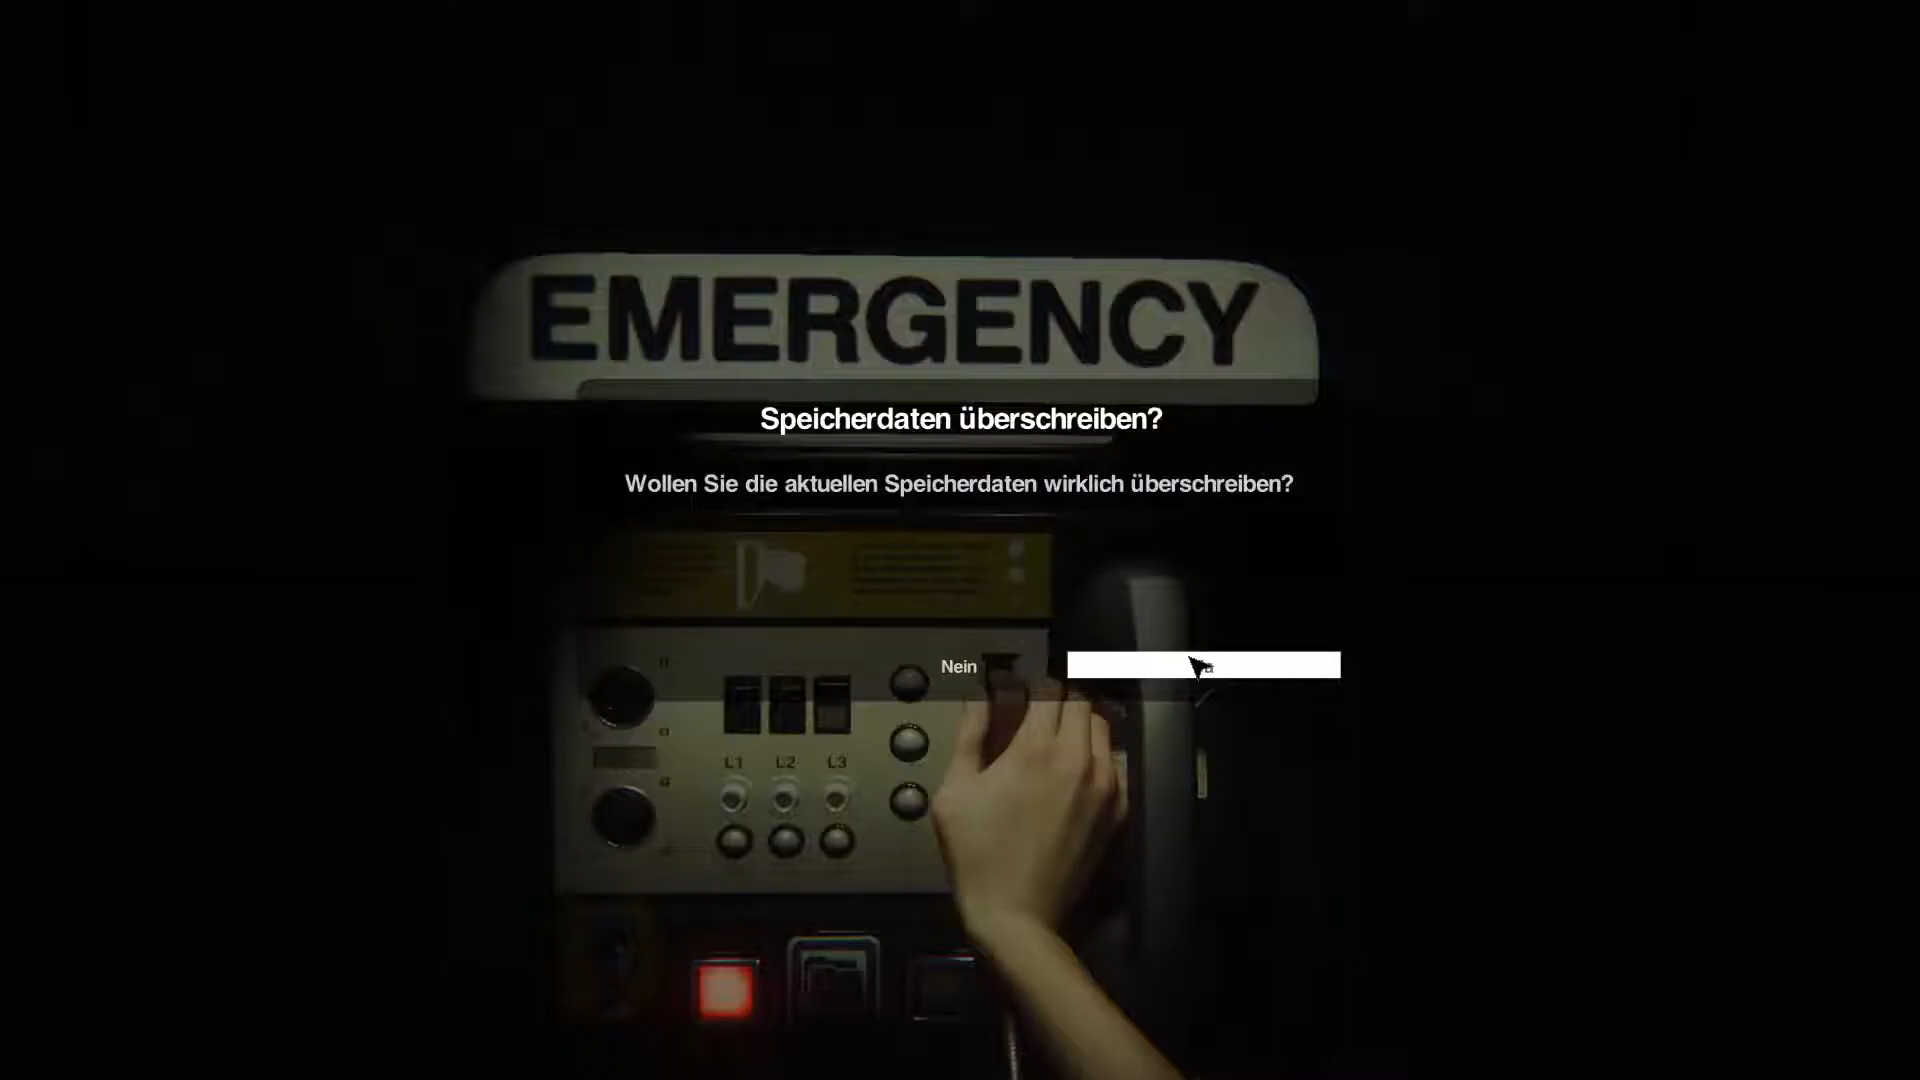 EMERGENCY
Speicherdaten überschreiben?
Wollen Sie die aktuellen Speicherdaten wirklich überschreiben?
Nein
L1 L2 L3